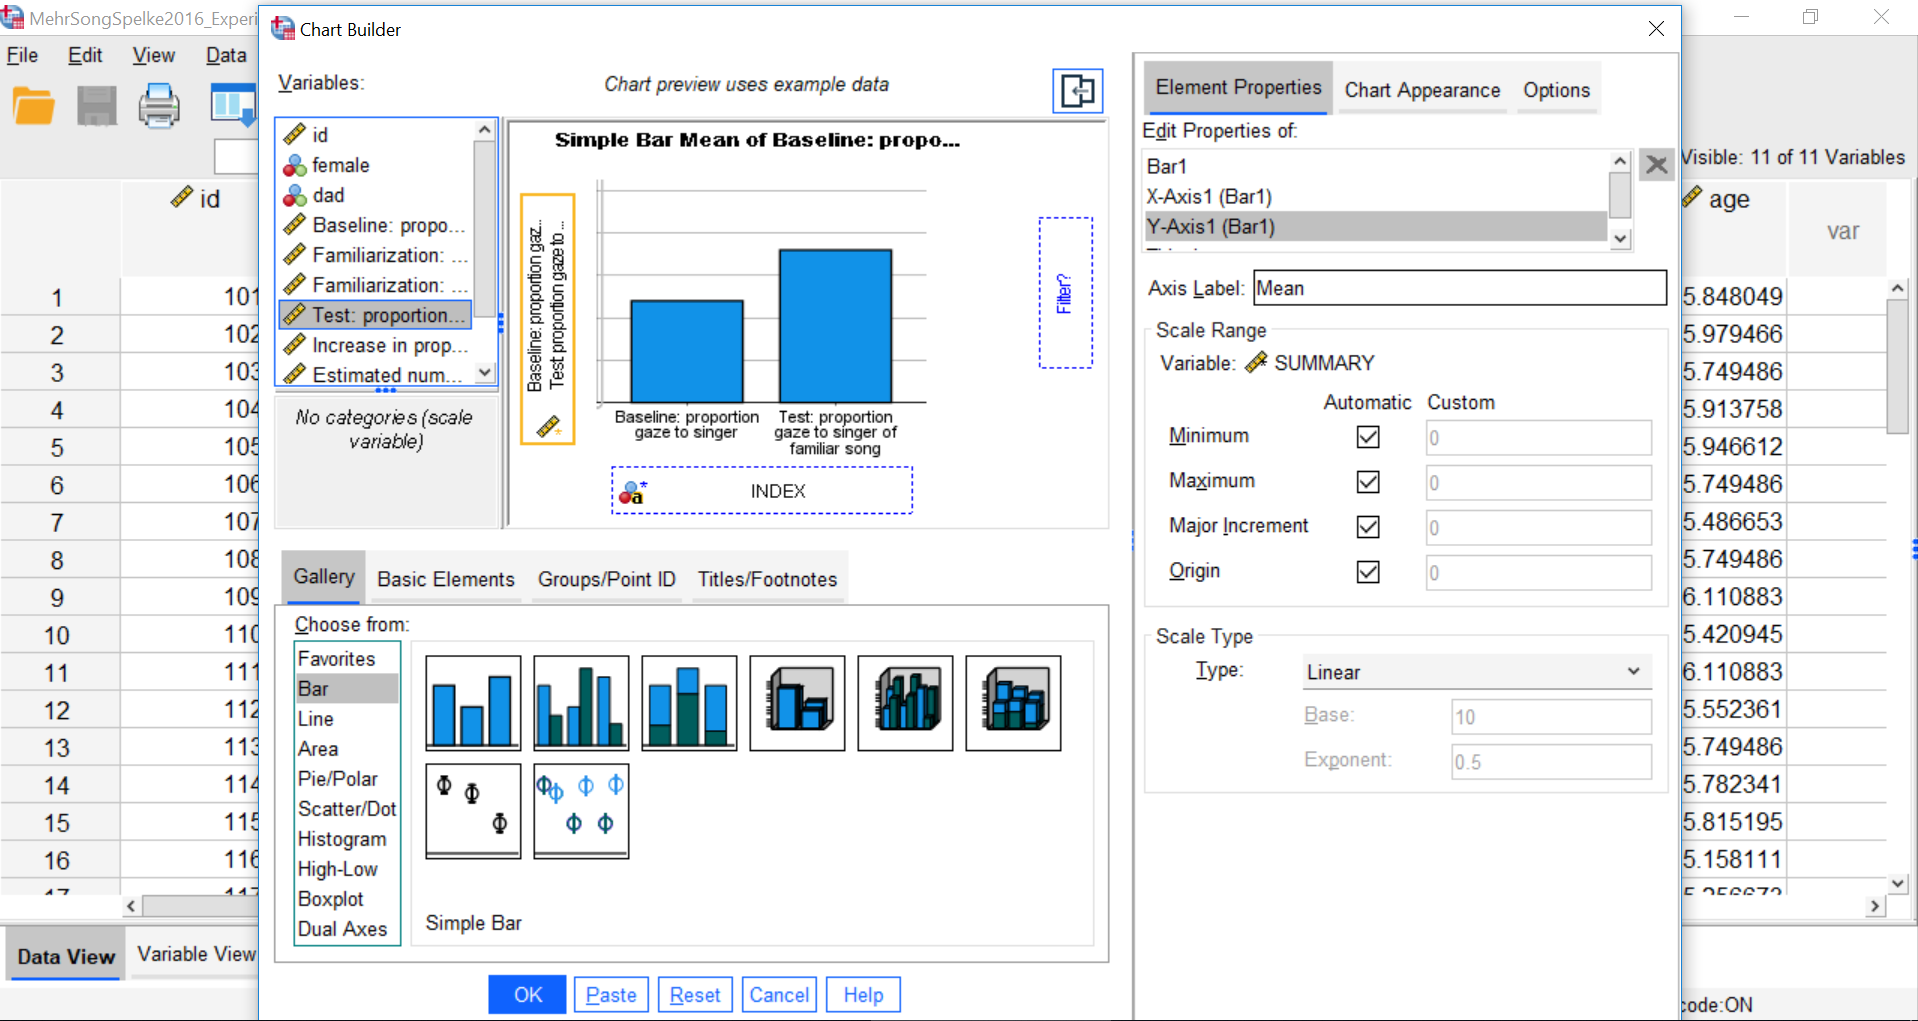 MehrSongSpelke2016_Experi
Chart Builder
File Edit View Data
Variables:
Chart preview uses example data
id
female
dad
Baseline: propo...
Familiarization: ...
Familiarization: ...
Test: proportion...
Increase in prop...
Estimated num...
No categories (scale
variable)
Simple Bar Mean of Baseline: propo...
Baseline: proportion gaz...
Test proportion gaze to ...
Baseline: proportion
gaze to singer
Test: proportion
gaze to singer of
familiar song
a
*
INDEX
Filter?
Gallery Basic Elements Groups/Point ID Titles/Footnotes
Choose from:
Favorites
Bar
Line
Area
Pie/Polar
Scatter/Dot
Histogram
High-Low
Boxplot
Dual Axes
Simple Bar
OK Paste Reset Cancel Help
Element Properties Chart Appearance Options
Edit Properties of:
Bar1
X-Axis1 (Bar1)
Y-Axis1 (Bar1)
Axis Label: Mean
Scale Range
Variable: SUMMARY
Automatic Custom
Minimum 0
Maximum 0
Major Increment 0
Origin 0
Scale Type
Type: Linear
Base: 10
Exponent: 0.5
Visible: 11 of 11 Variables
id
age var
1 101 5.848049
2 102 5.979466
3 103 5.749486
4 104 5.913758
5 105 5.946612
6 106 5.749486
7 107 5.486653
8 108 5.749486
9 109 6.110883
10 110 5.420945
11 111 6.110883
12 112 5.552361
13 113 5.749486
14 114 5.782341
15 115 5.815195
16 116 5.158111
17 117
Data View Variable View
code:ON